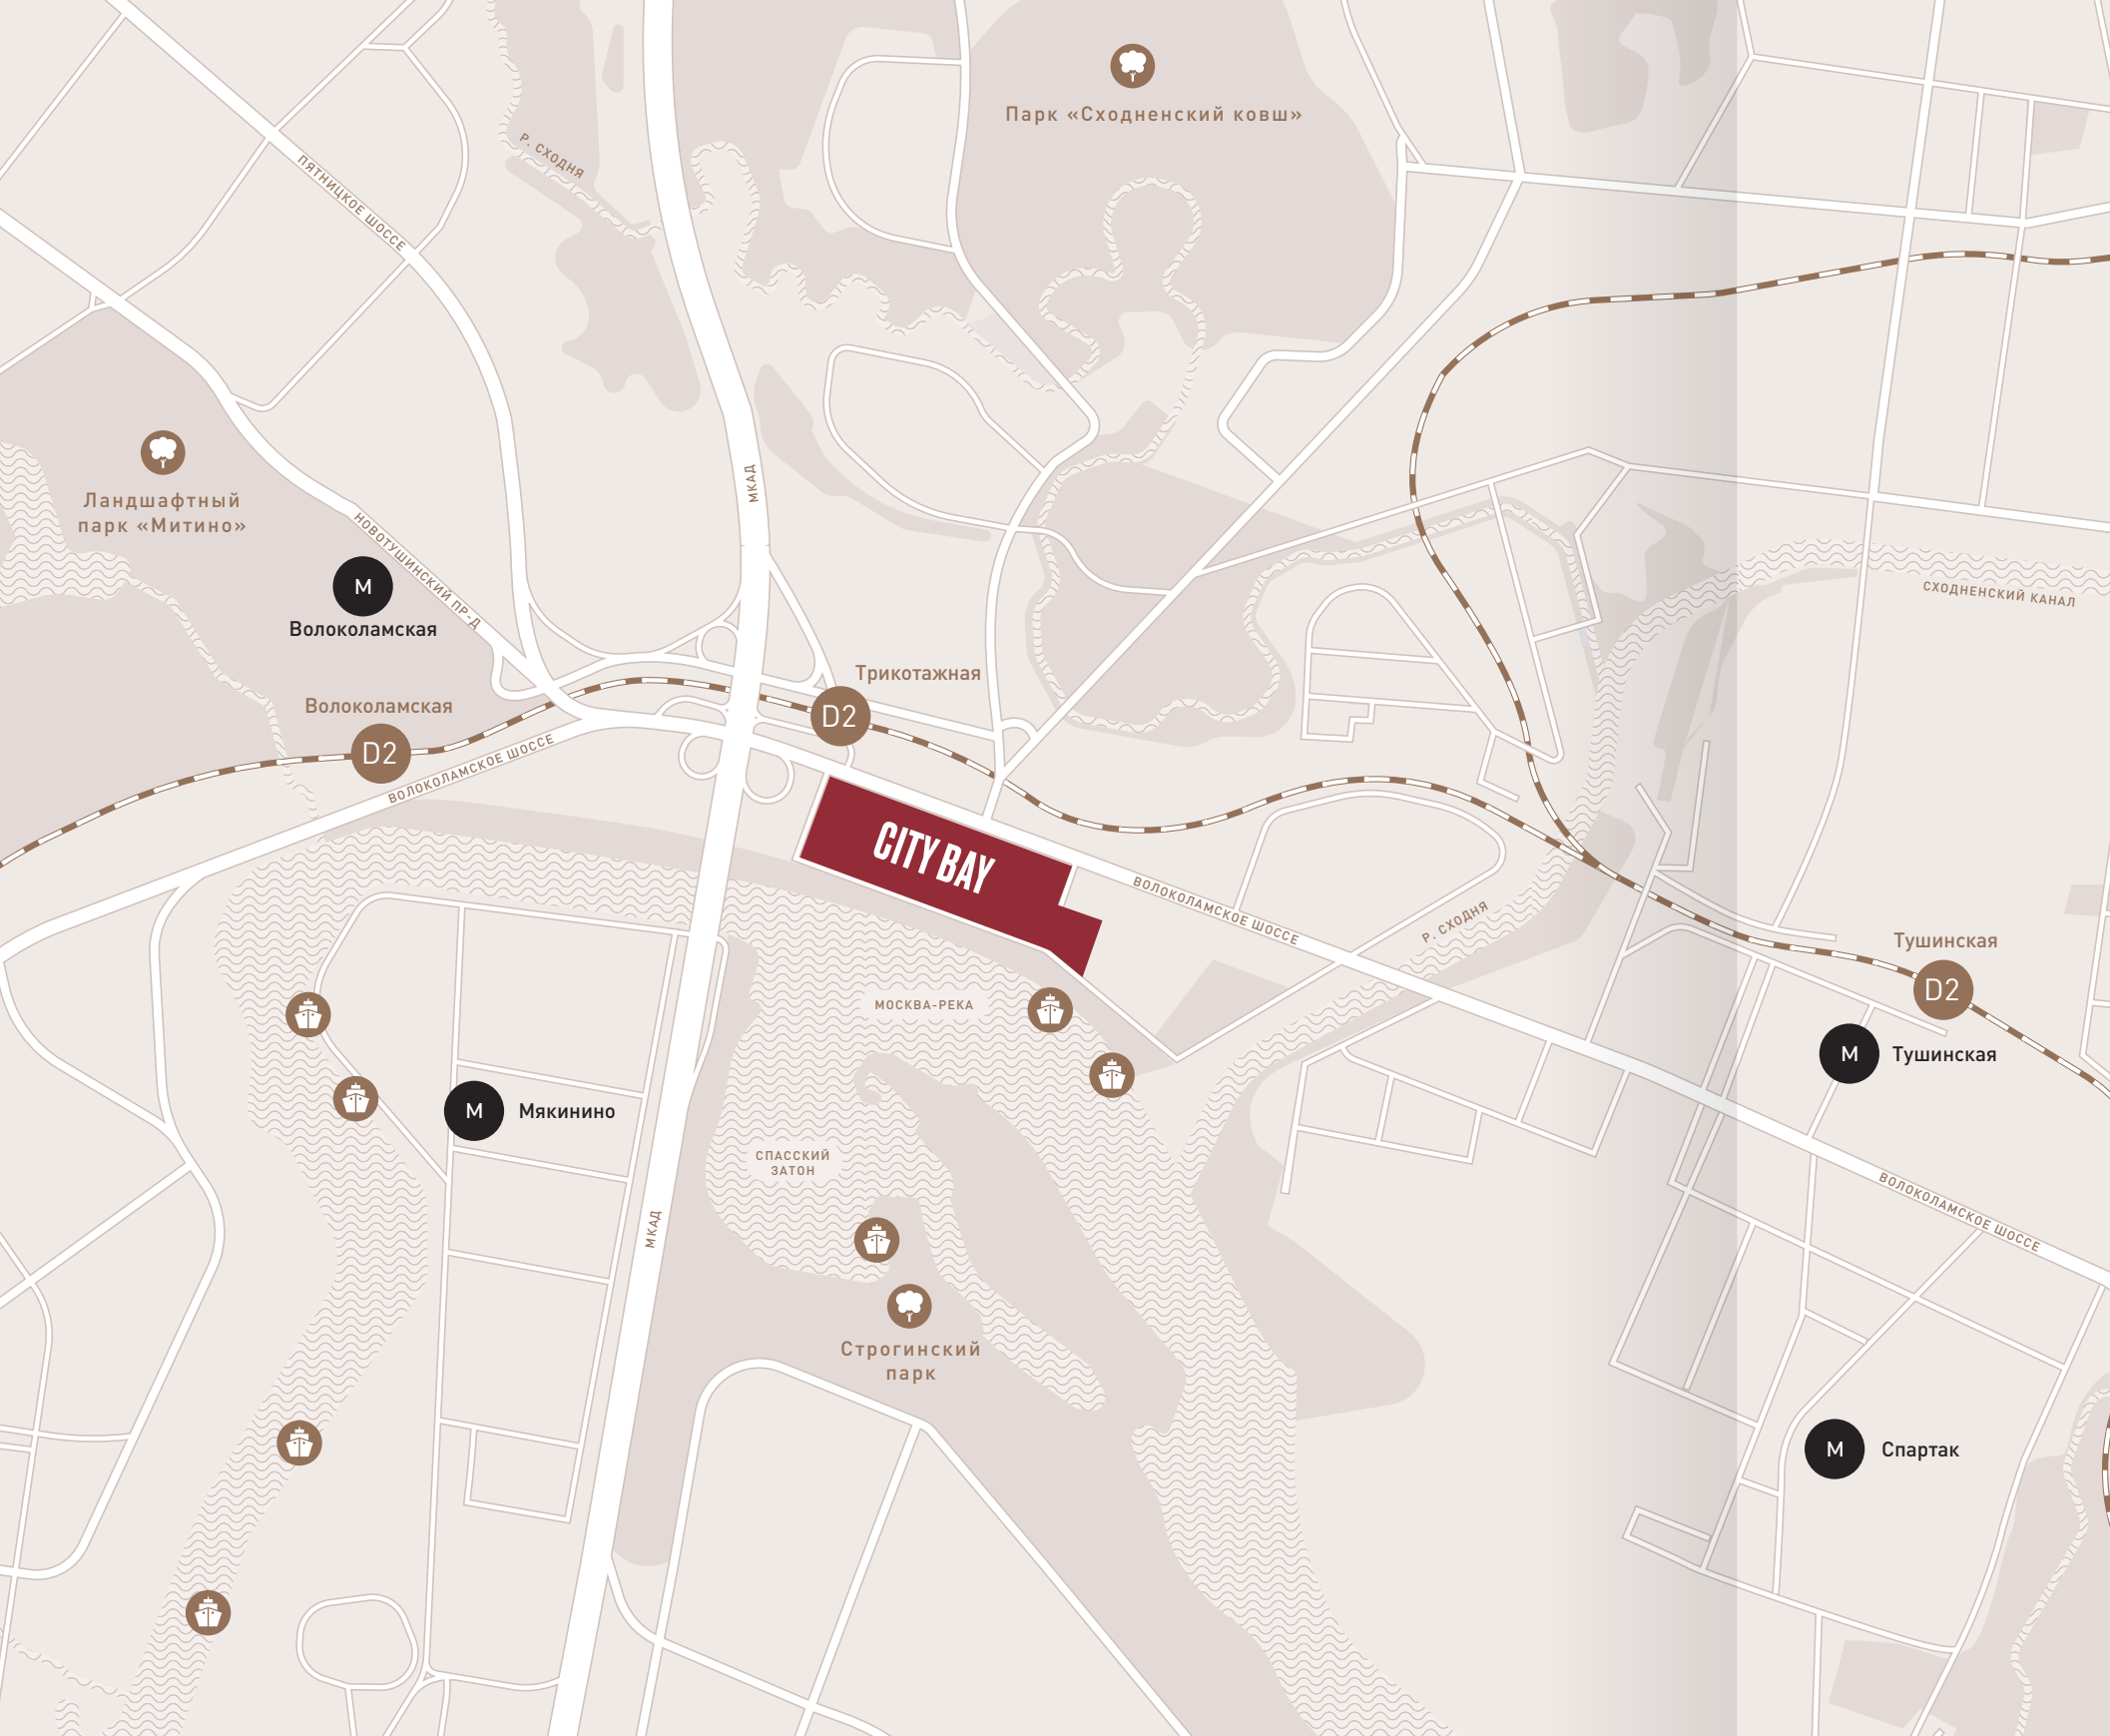 Парк «Сходненский ковш»
Р. СХОДНЯ
ПЯТНИЦКОЕ ШОССЕ
Ландшафтный
парк «Митино»
МКАД
НОВОТУШИНСКИЙ ПР-Д
М
Волоколамская
СХОДНЕНСКИЙ КАНАЛ
Трикотажная
D2
Волоколамская
D2
ВОЛОКОЛАМСКОЕ ШОССЕ
CITY BAY
ВОЛОКОЛАМСКОЕ ШОССЕ
Р. СХОДНЯ
Тушинская
D2
МОСКВА-РЕКА
М
Тушинская
М
Мякинино
СПАССКИЙ
ЗАТОН
МКАД
ВОЛОКОЛАМСКОЕ ШОССЕ
Строгинский
парк
М
Спартак